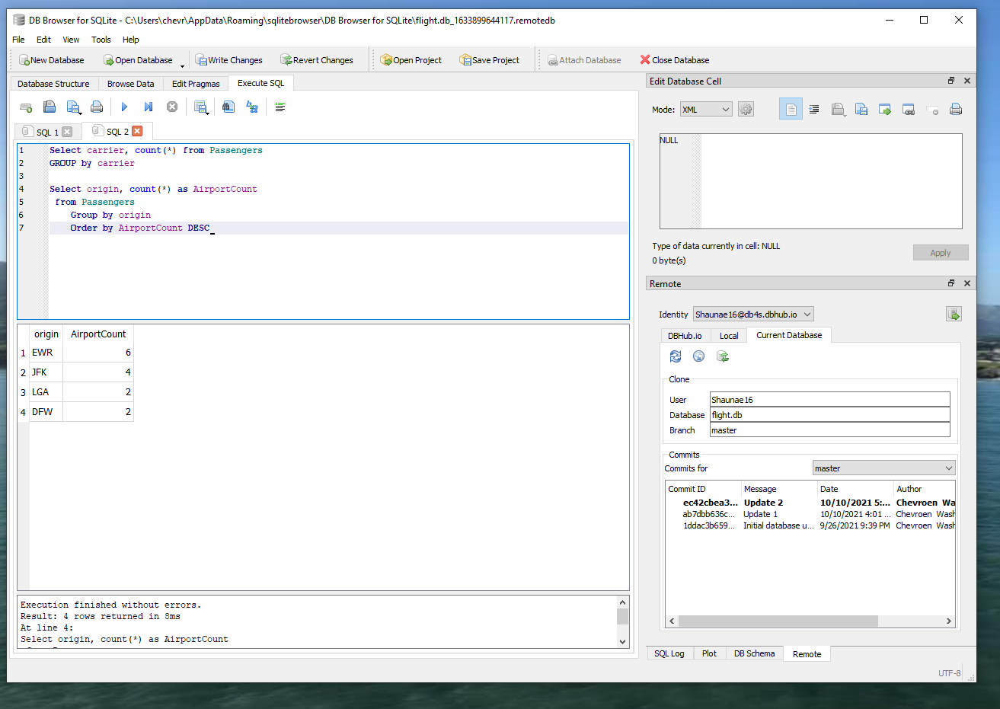 DB Browser for SQLite - C:\Users\chevr\AppData\Roaming\sqlitebrowser\DB Browser for SQLite\flight.db_1633899644117.remotedb
File Edit View Tools Help
New Database Open Database Write Changes Revert Changes Open Project Save Project Attach Database Close Database
Database Structure Browse Data Edit Pragmas Execute SQL
SQL 1 SQL 2
1 Select carrier, count(*) from Passengers
2 GROUP by carrier
3
4 Select origin, count(*) as AirportCount
5 from Passengers
6 Group by origin
7 Order by AirportCount DESC
origin AirportCount
1 EWR 6
2 JFK 4
3 LGA 2
4 DFW 2
Execution finished without errors.
Result: 4 rows returned in 8ms
At line 4:
Select origin, count(*) as AirportCount
Edit Database Cell
Mode: XML
NULL
Type of data currently in cell: NULL
0 byte(s)
Apply
Remote
Identity Shaunae16@db4s.dbhub.io
DBHub.io Local Current Database
Clone
User Shaunae16
Database flight.db
Branch master
Commits
Commits for master
Commit ID Message Date Author
ec42cbea3... Update 2 10/10/2021 5:... Chevroen Wa
ab7dbb636c... Update 1 10/10/2021 4:01 ... Chevroen Wash
1ddac3b659... Initial database u... 9/26/2021 9:39 PM Chevroen Wash
SQL Log Plot DB Schema Remote
UTF-8